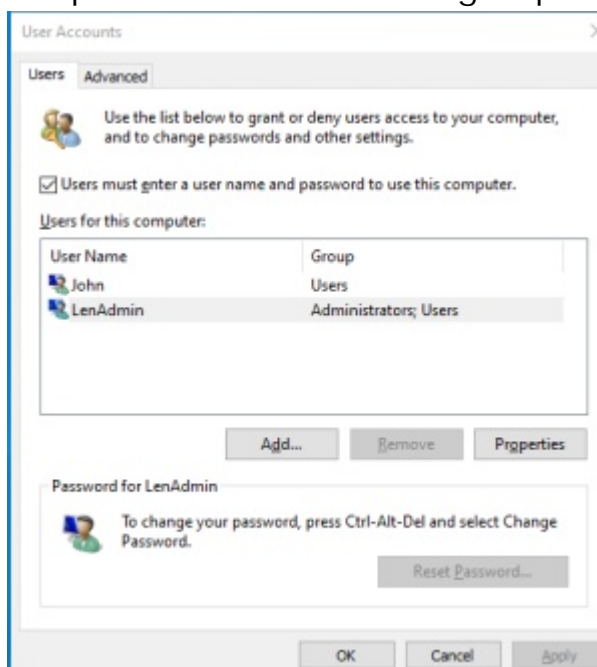 User Accounts
Users Advanced
Use the list below to grant or deny users access to your computer,
and to change passwords and other settings.
Users must enter a user name and password to use this computer.
Users for this computer:
User Name Group
John Users
LenAdmin Administrators; Users
Add... Remove Properties
Password for LenAdmin
To change your password, press Ctrl-Alt-Del and select Change
Password.
Reset Password...
OK Cancel Apply